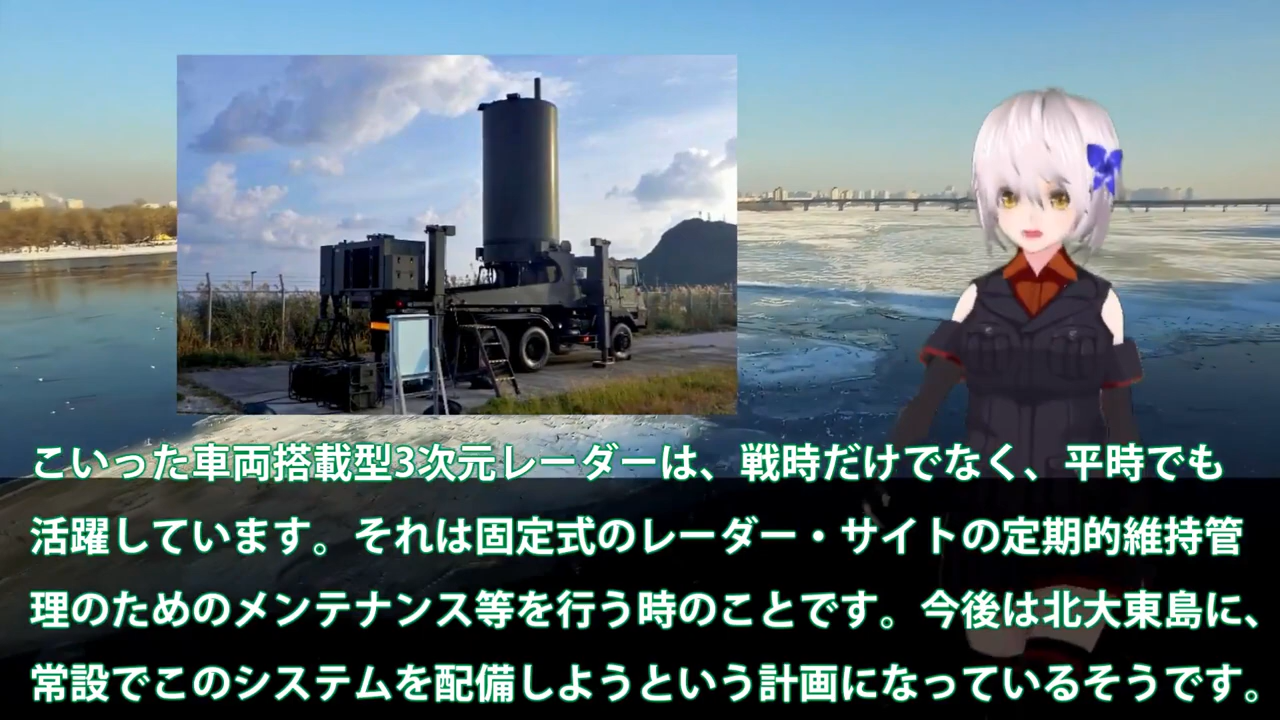 こいった車両搭載型3次元レーダーは、戦時だけでなく、平時でも
活躍しています。それは固定式のレーダー・サイトの定期的維持管
理のためのメンテナンス等を行う時のことです。今後は北大東島に、
常設でこのシステムを配備しようという計画になっているそうです。